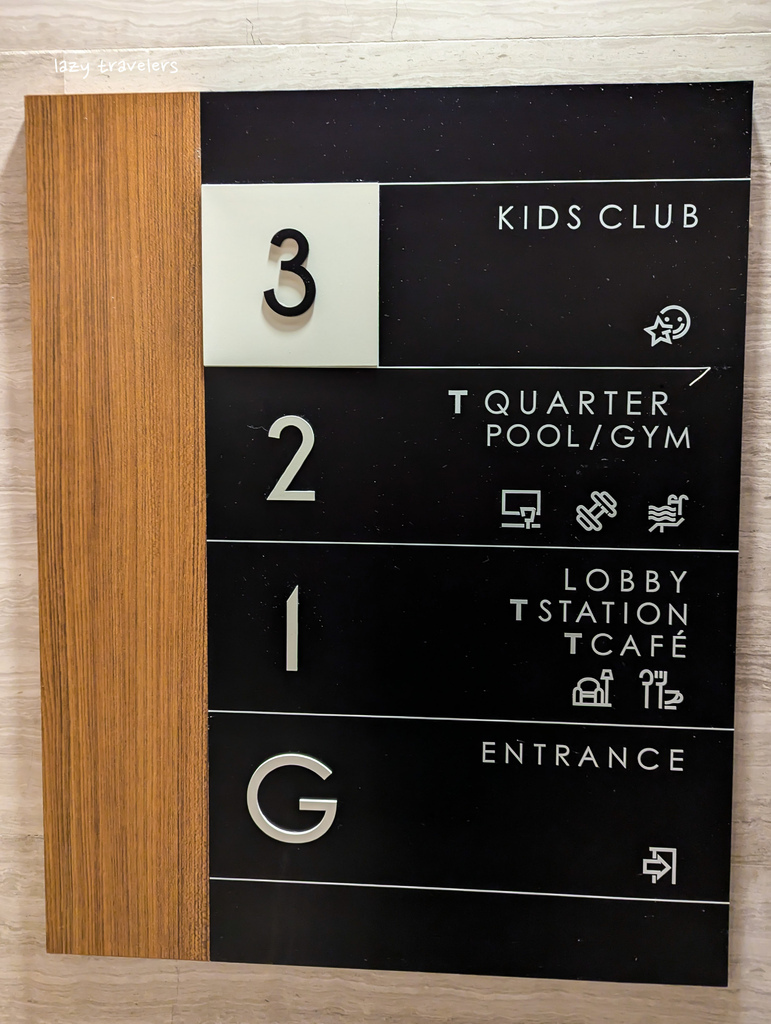 lazy travelers
3
KIDS CLUB
2
T QUARTER
POOL/GYM
1
LOBBY
T STATION
T CAFÉ
G
ENTRANCE